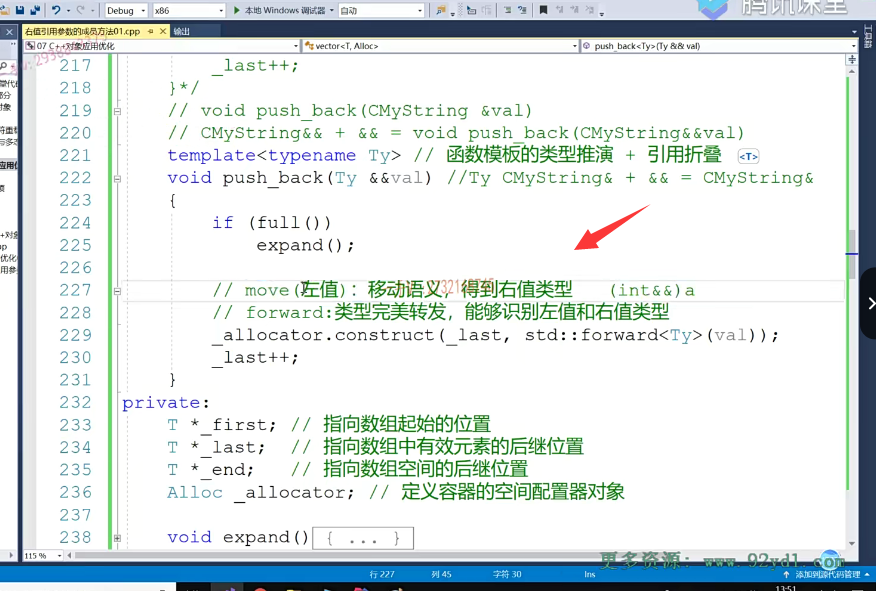 Debug x86 本地 Windows 调试器 自动
腾讯课堂
右值引用参数的成员方法01.cpp 输出
07 C++对象应用优化 vector<T, Alloc> push_back<Ty>(Ty && val)
217 _last++;
218 }*/
219 // void push_back(CMyString &val)
220 // CMyString&& + && = void push_back(CMyString&&val)
221 template<typename Ty> // 函数模板的类型推演 + 引用折叠 <T>
222 void push_back(Ty &&val) //Ty CMyString& + && = CMyString&
223 {
224 if (full())
225 expand();
226
227 // move(左值): 移动语义，得到右值类型 (int&&)a
228 // forward:类型完美转发，能够识别左值和右值类型
229 _allocator.construct(_last, std::forward<Ty>(val));
230 _last++;
231 }
232 private:
233 T *_first; // 指向数组起始的位置
234 T *_last; // 指向数组中有效元素的后继位置
235 T *_end; // 指向数组空间的后继位置
236 Alloc _allocator; // 定义容器的空间配置器对象
237
238 void expand(){ ... }
115 %
更多资源: www.92yd1.com
行 227 列 45 字符 30 Ins 添加到源代码管理
13:51